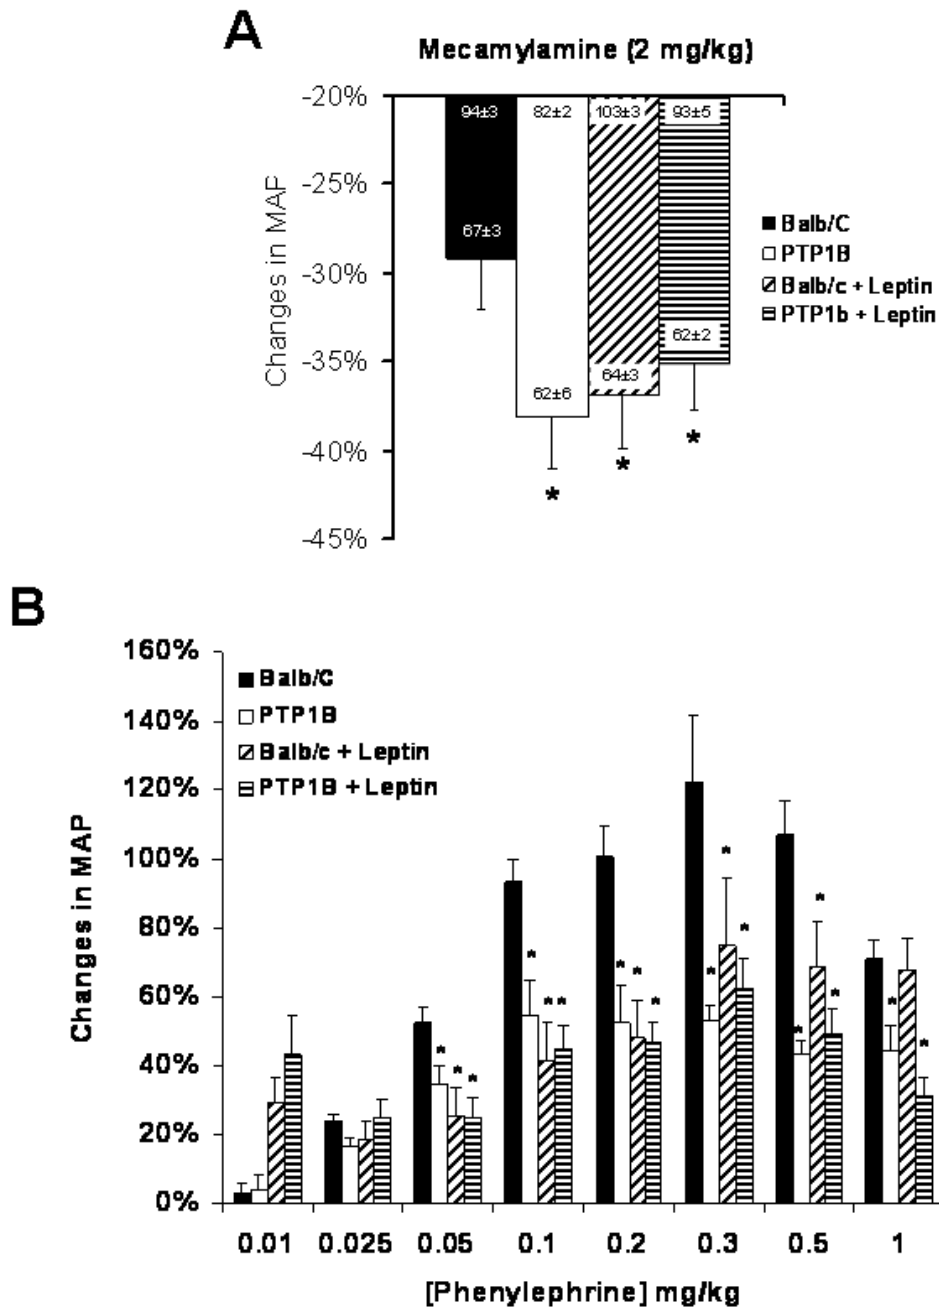 A
Mecamylamine (2 mg/kg)
-20%
-25%
-30%
-35%
-40%
-45%
Changes in MAP
94±3
82±2
103±3
93±5
67±3
62±6
64±3
62±2
*
*
*
Balb/C
PTP1B
Balb/c + Leptin
PTP1b + Leptin
B
160%
140%
120%
100%
80%
60%
40%
20%
0%
Changes in MAP
Balb/C
PTP1B
Balb/c + Leptin
PTP1B + Leptin
* * *
* * *
* * *
* * *
* * *
* *
0.01 0.025 0.05 0.1 0.2 0.3 0.5 1
[Phenylephrine] mg/kg